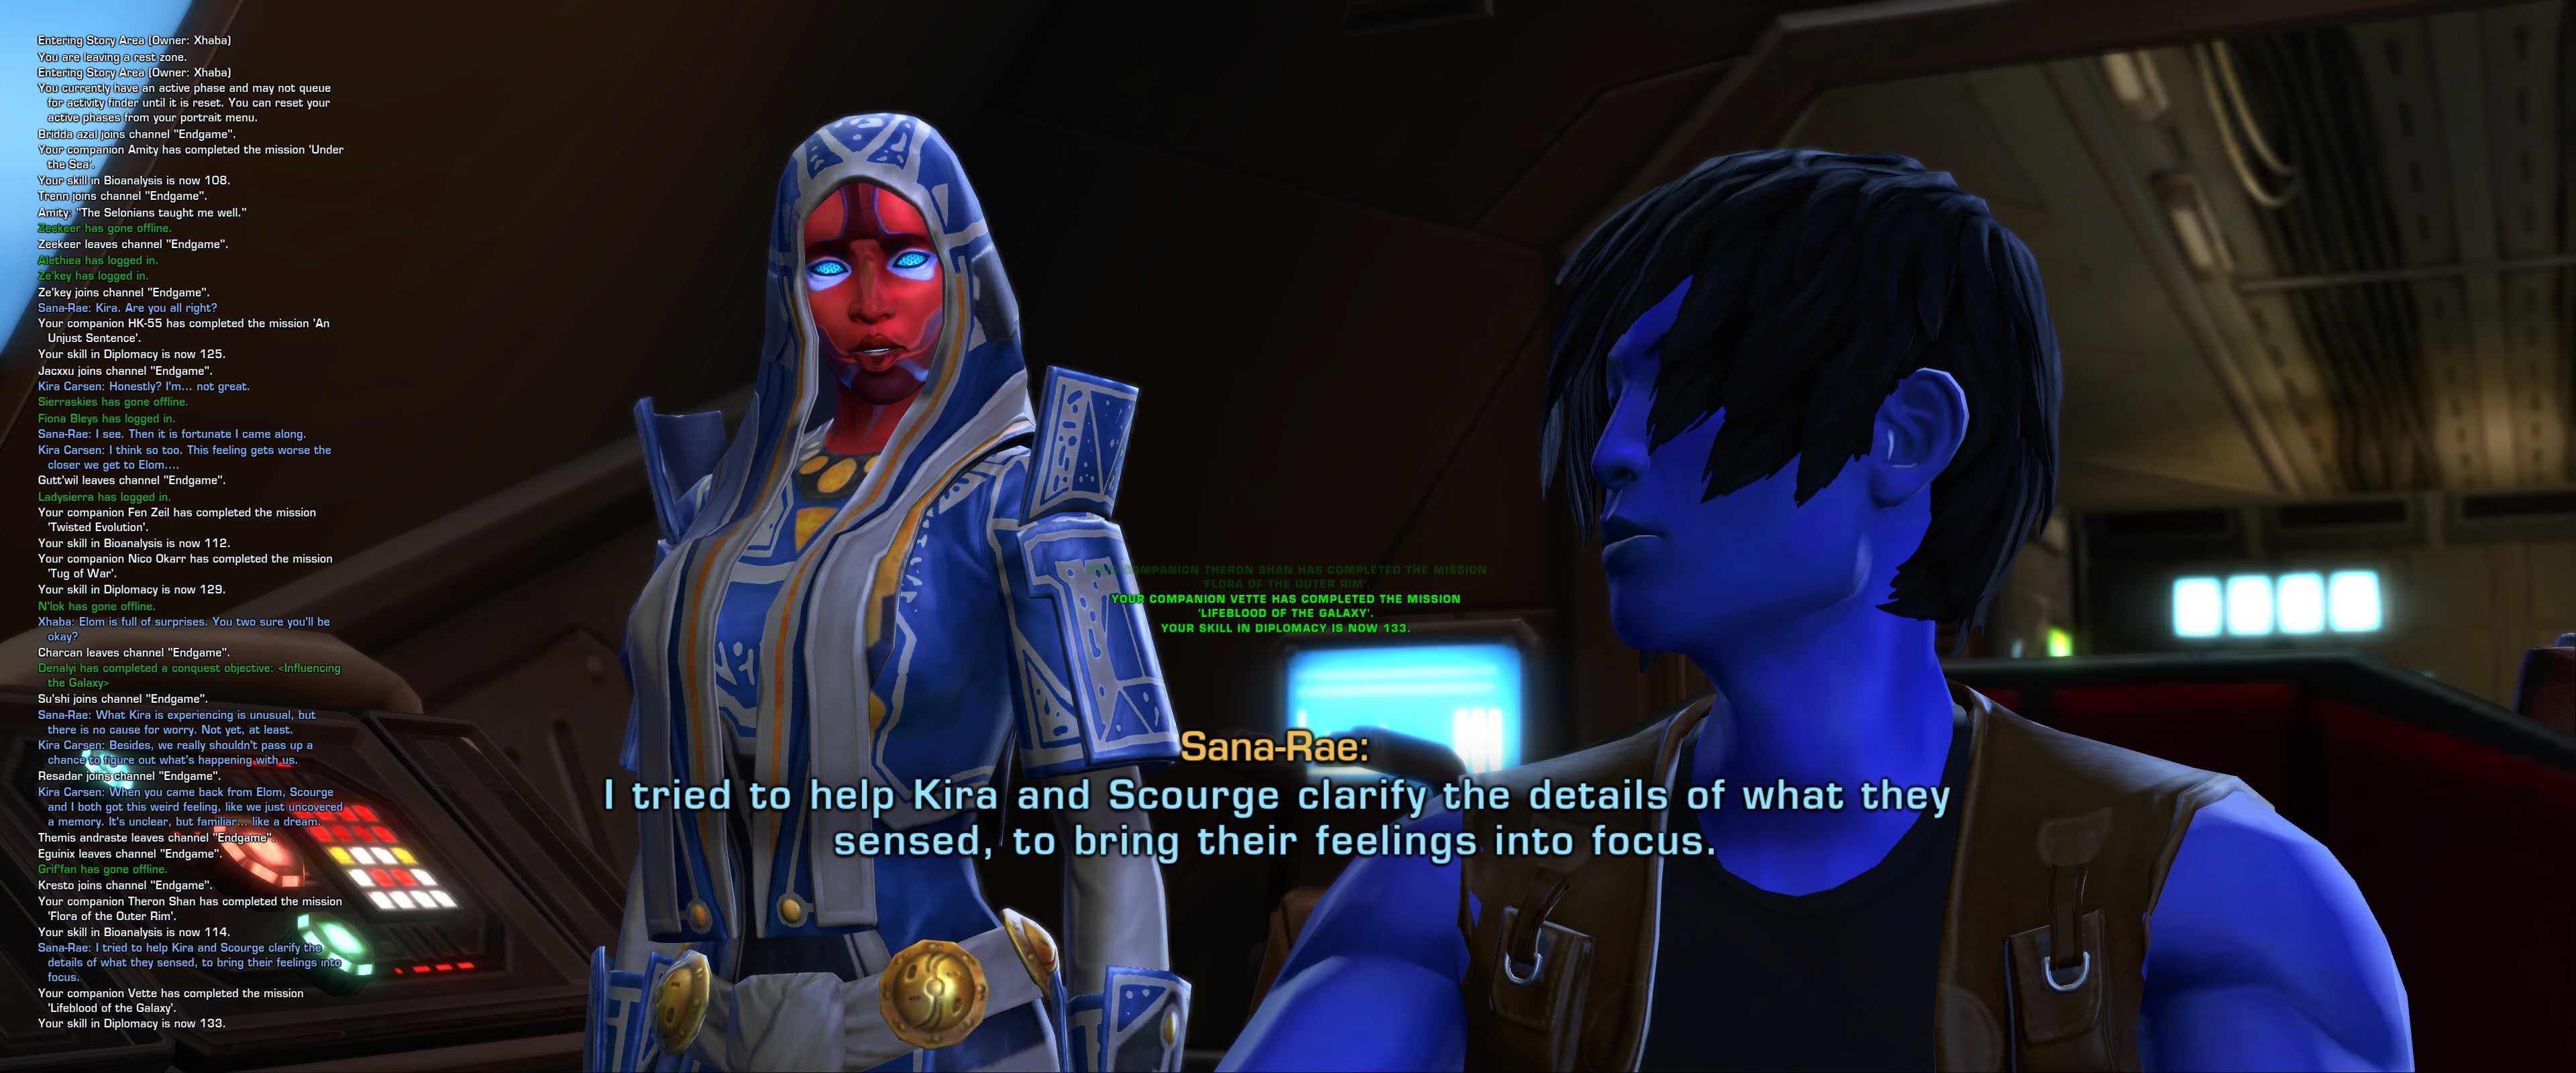 Entering Story Area (Owner: Xhaba)
You are leaving a rest zone.
Entering Story Area (Owner: Xhaba)
You currently have an active phase and may not queue
for activity finder until it is reset. You can reset your
active phases from your portrait menu.
Bridda azal joins channel "Endgame".
Your companion Amity has completed the mission 'Under
the Sea'.
Your skill in Bioanalysis is now 108.
Trenn joins channel "Endgame".
Amity: "The Selonians taught me well."
Zeekeer has gone offline.
Zeekeer leaves channel "Endgame".
Alethiea has logged in.
Ze'key has logged in.
Ze'key joins channel "Endgame".
Sana-Rae: Kira. Are you all right?
Your companion HK-55 has completed the mission 'An
Unjust Sentence'.
Your skill in Diplomacy is now 125.
Jacxxu joins channel "Endgame".
Kira Carsen: Honestly? I'm... not great.
Sierraskies has gone offline.
Fiona Bleys has logged in.
Sana-Rae: I see. Then it is fortunate I came along.
Kira Carsen: I think so too. This feeling gets worse the
closer we get to Elom....
Gutt'wil leaves channel "Endgame".
Ladysierra has logged in.
Your companion Fen Zeil has completed the mission
'Twisted Evolution'.
Your skill in Bioanalysis is now 112.
Your companion Nico Okarr has completed the mission
'Tug of War'.
Your skill in Diplomacy is now 129.
N'lok has gone offline.
Xhaba: Elom is full of surprises. You two sure you'll be
okay?
Charcan leaves channel "Endgame".
Denalyi has completed a conquest objective: <Influencing
the Galaxy>
Su'shi joins channel "Endgame".
Sana-Rae: What Kira is experiencing is unusual, but
there is no cause for worry. Not yet, at least.
Kira Carsen: Besides, we really shouldn't pass up a
chance to figure out what's happening with us.
Resadar joins channel "Endgame".
Kira Carsen: When you came back from Elom, Scourge
and I both got this weird feeling, like we just uncovered
a memory. It's unclear, but familiar... like a dream.
Themis andraste leaves channel "Endgame".
Eguinix leaves channel "Endgame".
Grif'fan has gone offline.
Kresto joins channel "Endgame".
Your companion Theron Shan has completed the mission
'Flora of the Outer Rim'.
Your skill in Bioanalysis is now 114.
Sana-Rae: I tried to help Kira and Scourge clarify the
details of what they sensed, to bring their feelings into
focus.
Your companion Vette has completed the mission
'Lifeblood of the Galaxy'.
Your skill in Diplomacy is now 133.
COMPANION THERON SHAN HAS COMPLETED THE MISSION
'FLORA OF THE OUTER RIM'.
YOUR COMPANION VETTE HAS COMPLETED THE MISSION
'LIFEBLOOD OF THE GALAXY'.
YOUR SKILL IN DIPLOMACY IS NOW 133.
Sana-Rae:
I tried to help Kira and Scourge clarify the details of what they
sensed, to bring their feelings into focus.